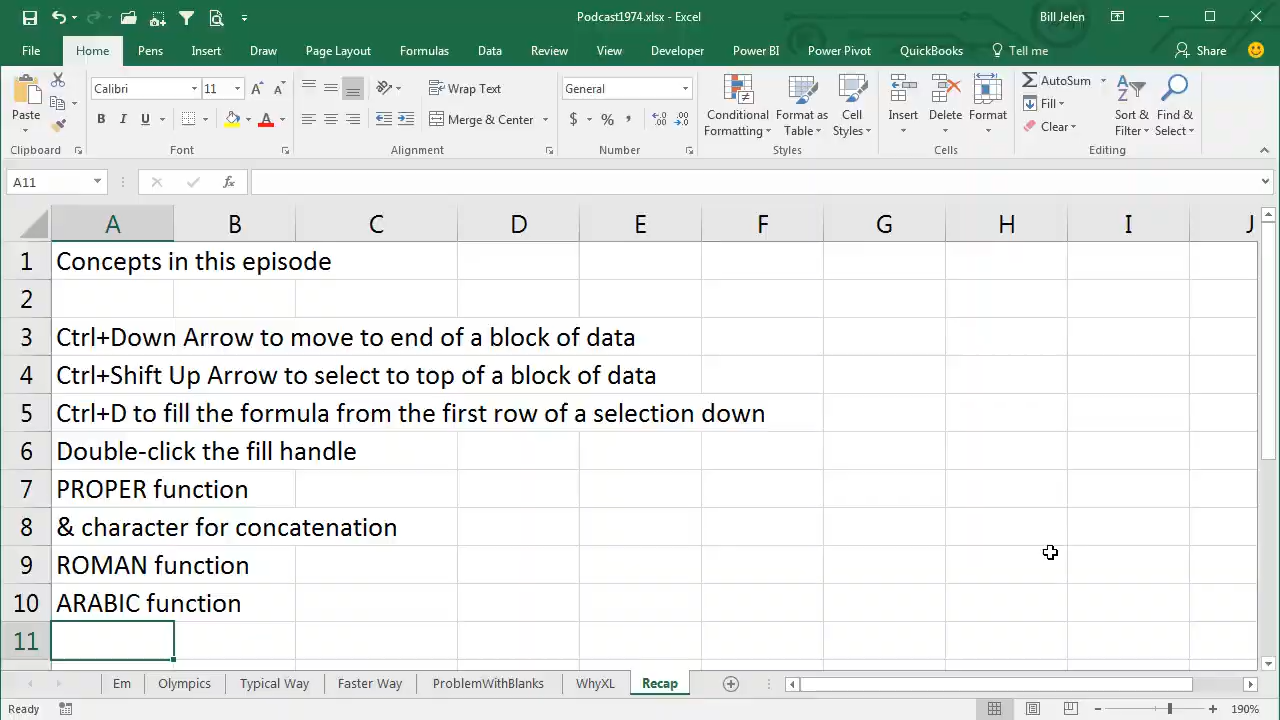 Podcast1974.xlsx - Excel
Bill Jelen
File Home Pens Insert Draw Page Layout Formulas Data Review View Developer Power BI Power Pivot QuickBooks Tell me Share
Paste
Calibri 11 A A
B I U A
Wrap Text
Merge & Center
General
$ % ,
Conditional Formatting
Format as Table
Cell Styles
Insert
Delete
Format
AutoSum
Fill
Clear
Sort & Filter
Find & Select
Clipboard Font Alignment Number Styles Cells Editing
A11 fx
A B C D E F G H I J
1 Concepts in this episode
2
3 Ctrl+Down Arrow to move to end of a block of data
4 Ctrl+Shift Up Arrow to select to top of a block of data
5 Ctrl+D to fill the formula from the first row of a selection down
6 Double-click the fill handle
7 PROPER function
8 & character for concatenation
9 ROMAN function
10 ARABIC function
11
Em Olympics Typical Way Faster Way ProblemWithBlanks WhyXL Recap
Ready 190%